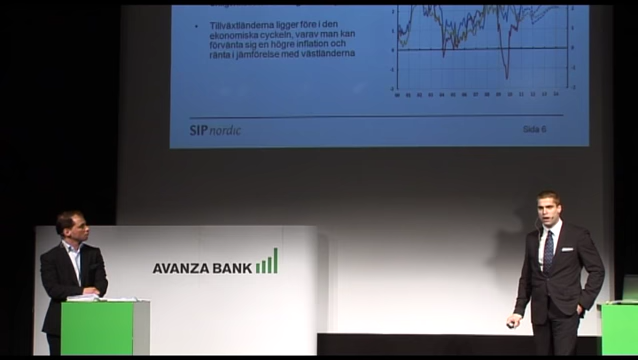 Tillväxtländerna ligger före i den
ekonomiska cyckeln, varav man kan
förvänta sig en högre inflation och
ränta i jämförelse med västländerna
SIP nordic
Sida 6
AVANZA BANK